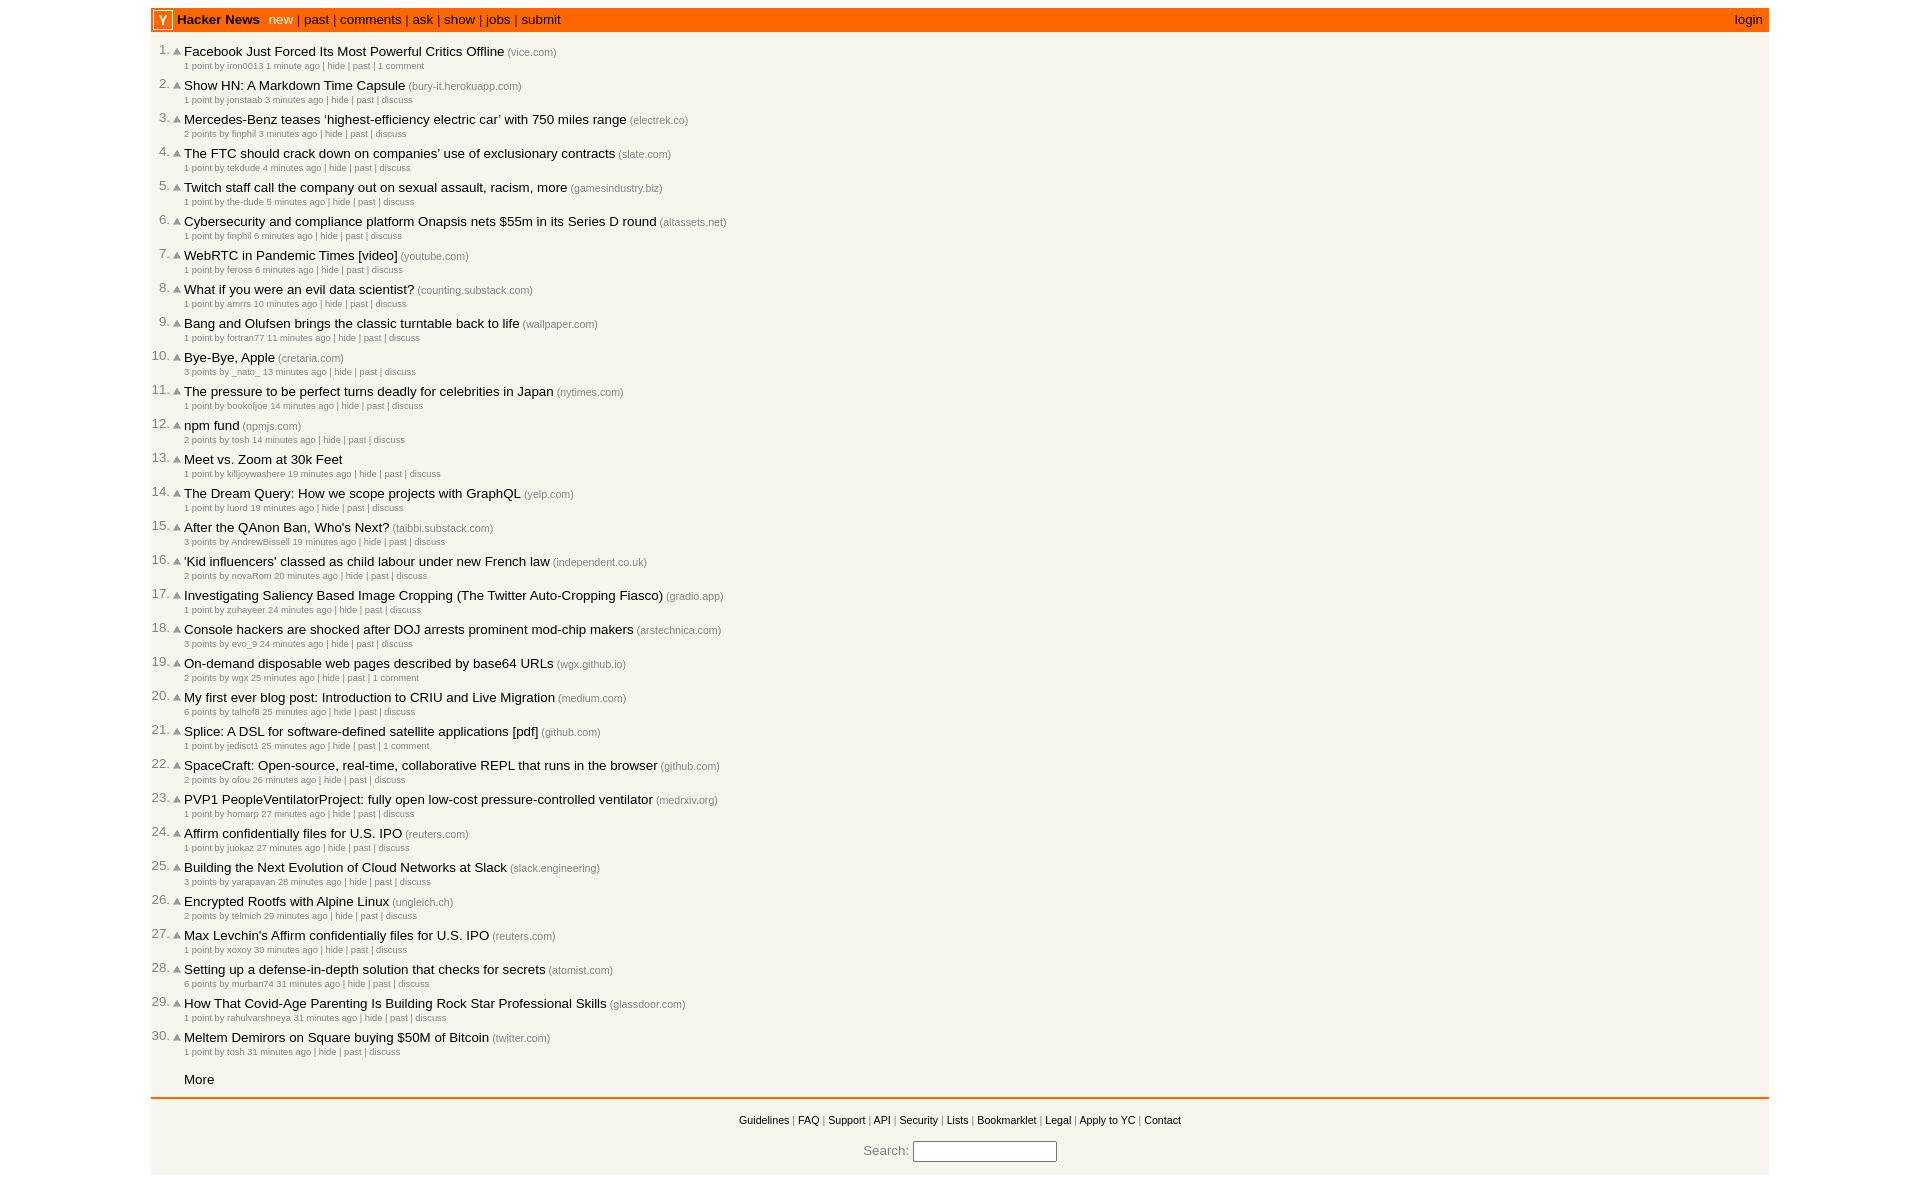 Y Hacker News new | past | comments | ask | show | jobs | submit login
1. Facebook Just Forced Its Most Powerful Critics Offline (vice.com)
1 point by iron0013 1 minute ago | hide | past | 1 comment
2. Show HN: A Markdown Time Capsule (bury-it.herokuapp.com)
1 point by jonstaab 3 minutes ago | hide | past | discuss
3. Mercedes-Benz teases ‘highest-efficiency electric car’ with 750 miles range (electrek.co)
2 points by finphil 3 minutes ago | hide | past | discuss
4. The FTC should crack down on companies’ use of exclusionary contracts (slate.com)
1 point by tekdude 4 minutes ago | hide | past | discuss
5. Twitch staff call the company out on sexual assault, racism, more (gamesindustry.biz)
1 point by the-dude 5 minutes ago | hide | past | discuss
6. Cybersecurity and compliance platform Onapsis nets $55m in its Series D round (altassets.net)
1 point by finphil 6 minutes ago | hide | past | discuss
7. WebRTC in Pandemic Times [video] (youtube.com)
1 point by feross 6 minutes ago | hide | past | discuss
8. What if you were an evil data scientist? (counting.substack.com)
1 point by amrrs 10 minutes ago | hide | past | discuss
9. Bang and Olufsen brings the classic turntable back to life (wallpaper.com)
1 point by fortran77 11 minutes ago | hide | past | discuss
10. Bye-Bye, Apple (cretaria.com)
3 points by _nato_ 13 minutes ago | hide | past | discuss
11. The pressure to be perfect turns deadly for celebrities in Japan (nytimes.com)
1 point by bookofjoe 14 minutes ago | hide | past | discuss
12. npm fund (npmjs.com)
2 points by tosh 14 minutes ago | hide | past | discuss
13. Meet vs. Zoom at 30k Feet
1 point by killjoywashere 19 minutes ago | hide | past | discuss
14. The Dream Query: How we scope projects with GraphQL (yelp.com)
1 point by luord 19 minutes ago | hide | past | discuss
15. After the QAnon Ban, Who's Next? (taibbi.substack.com)
3 points by AndrewBissell 19 minutes ago | hide | past | discuss
16. 'Kid influencers' classed as child labour under new French law (independent.co.uk)
2 points by novaRom 20 minutes ago | hide | past | discuss
17. Investigating Saliency Based Image Cropping (The Twitter Auto-Cropping Fiasco) (gradio.app)
1 point by zuhayeer 24 minutes ago | hide | past | discuss
18. Console hackers are shocked after DOJ arrests prominent mod-chip makers (arstechnica.com)
3 points by evo_9 24 minutes ago | hide | past | discuss
19. On-demand disposable web pages described by base64 URLs (wgx.github.io)
2 points by wgx 25 minutes ago | hide | past | 1 comment
20. My first ever blog post: Introduction to CRIU and Live Migration (medium.com)
6 points by talhof8 25 minutes ago | hide | past | discuss
21. Splice: A DSL for software-defined satellite applications [pdf] (github.com)
1 point by jedisct1 25 minutes ago | hide | past | 1 comment
22. SpaceCraft: Open-source, real-time, collaborative REPL that runs in the browser (github.com)
2 points by ofou 26 minutes ago | hide | past | discuss
23. PVP1 PeopleVentilatorProject: fully open low-cost pressure-controlled ventilator (medrxiv.org)
1 point by homarp 27 minutes ago | hide | past | discuss
24. Affirm confidentially files for U.S. IPO (reuters.com)
1 point by juokaz 27 minutes ago | hide | past | discuss
25. Building the Next Evolution of Cloud Networks at Slack (slack.engineering)
3 points by yarapavan 28 minutes ago | hide | past | discuss
26. Encrypted Rootfs with Alpine Linux (ungleich.ch)
2 points by telmich 29 minutes ago | hide | past | discuss
27. Max Levchin's Affirm confidentially files for U.S. IPO (reuters.com)
1 point by xoxoy 30 minutes ago | hide | past | discuss
28. Setting up a defense-in-depth solution that checks for secrets (atomist.com)
6 points by murban74 31 minutes ago | hide | past | discuss
29. How That Covid-Age Parenting Is Building Rock Star Professional Skills (glassdoor.com)
1 point by rahulvarshneya 31 minutes ago | hide | past | discuss
30. Meltem Demirors on Square buying $50M of Bitcoin (twitter.com)
1 point by tosh 31 minutes ago | hide | past | discuss
More
Guidelines | FAQ | Support | API | Security | Lists | Bookmarklet | Legal | Apply to YC | Contact
Search: